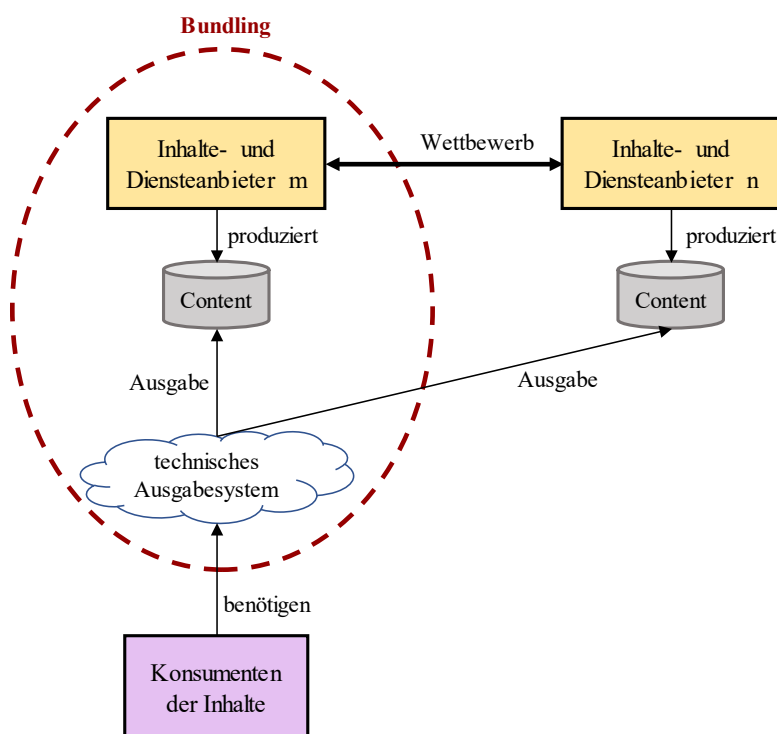 Bundling
Inhalte- und
Diensteanbieter m
Wettbewerb
Inhalte- und
Diensteanbieter n
produziert
produziert
Content
Content
Ausgabe
Ausgabe
technisches
Ausgabesystem
benötigen
Konsumenten
der Inhalte